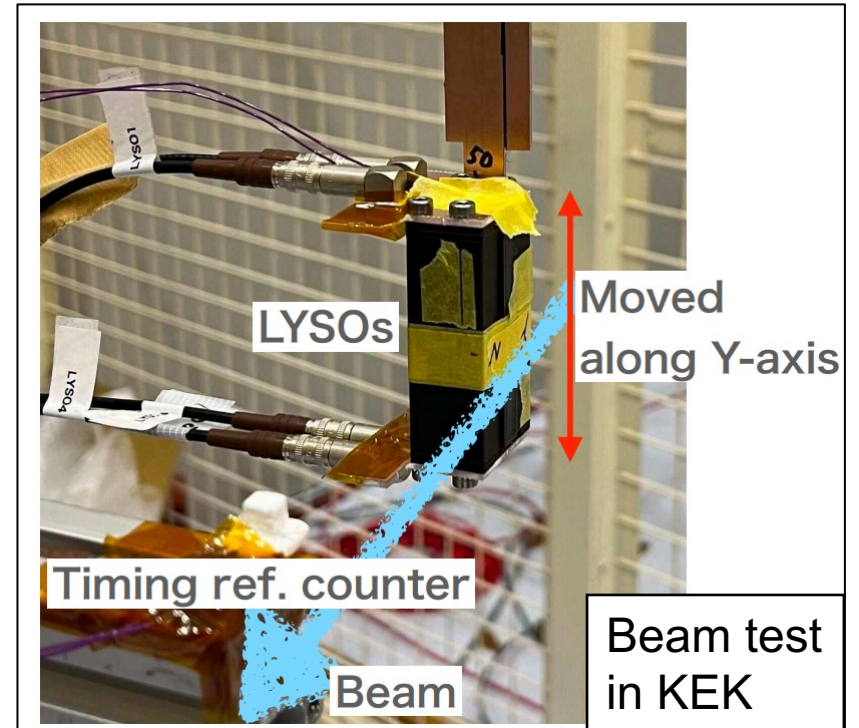 LYSO1
50
Moved
along Y-axis
LYSOs
N
LYSO4
Timing ref. counter
Beam
Beam test
in KEK